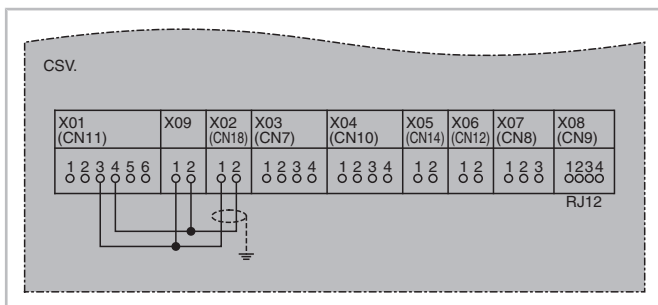 CSV.
X01 X09 X02 X03 X04 X05 X06 X07 X08
(CN11) (CN18) (CN7) (CN10) (CN14) (CN12) (CN8) (CN9)
1 2 3 4 5 6 1 2 1 2 1 2 3 4 1 2 3 4 1 2 1 2 1 2 3 1234
RJ12